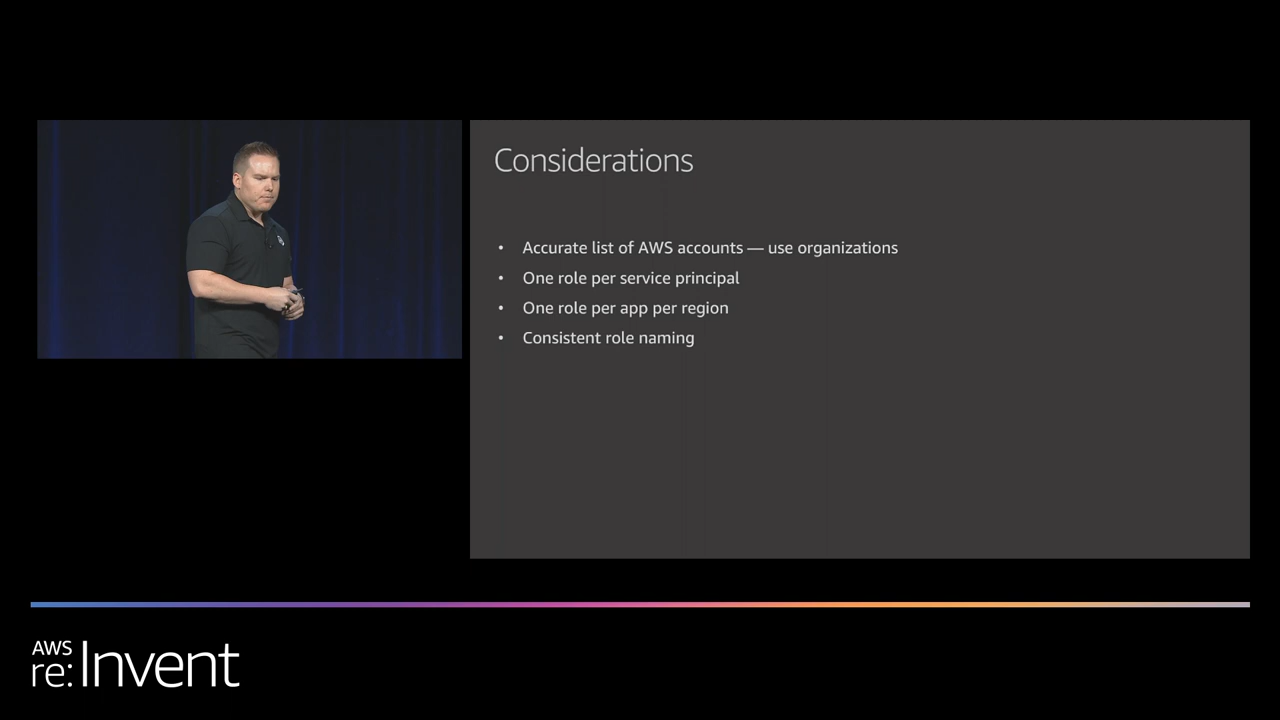 Considerations
• Accurate list of AWS accounts — use organizations
• One role per service principal
• One role per app per region
• Consistent role naming
AWS
re:Invent